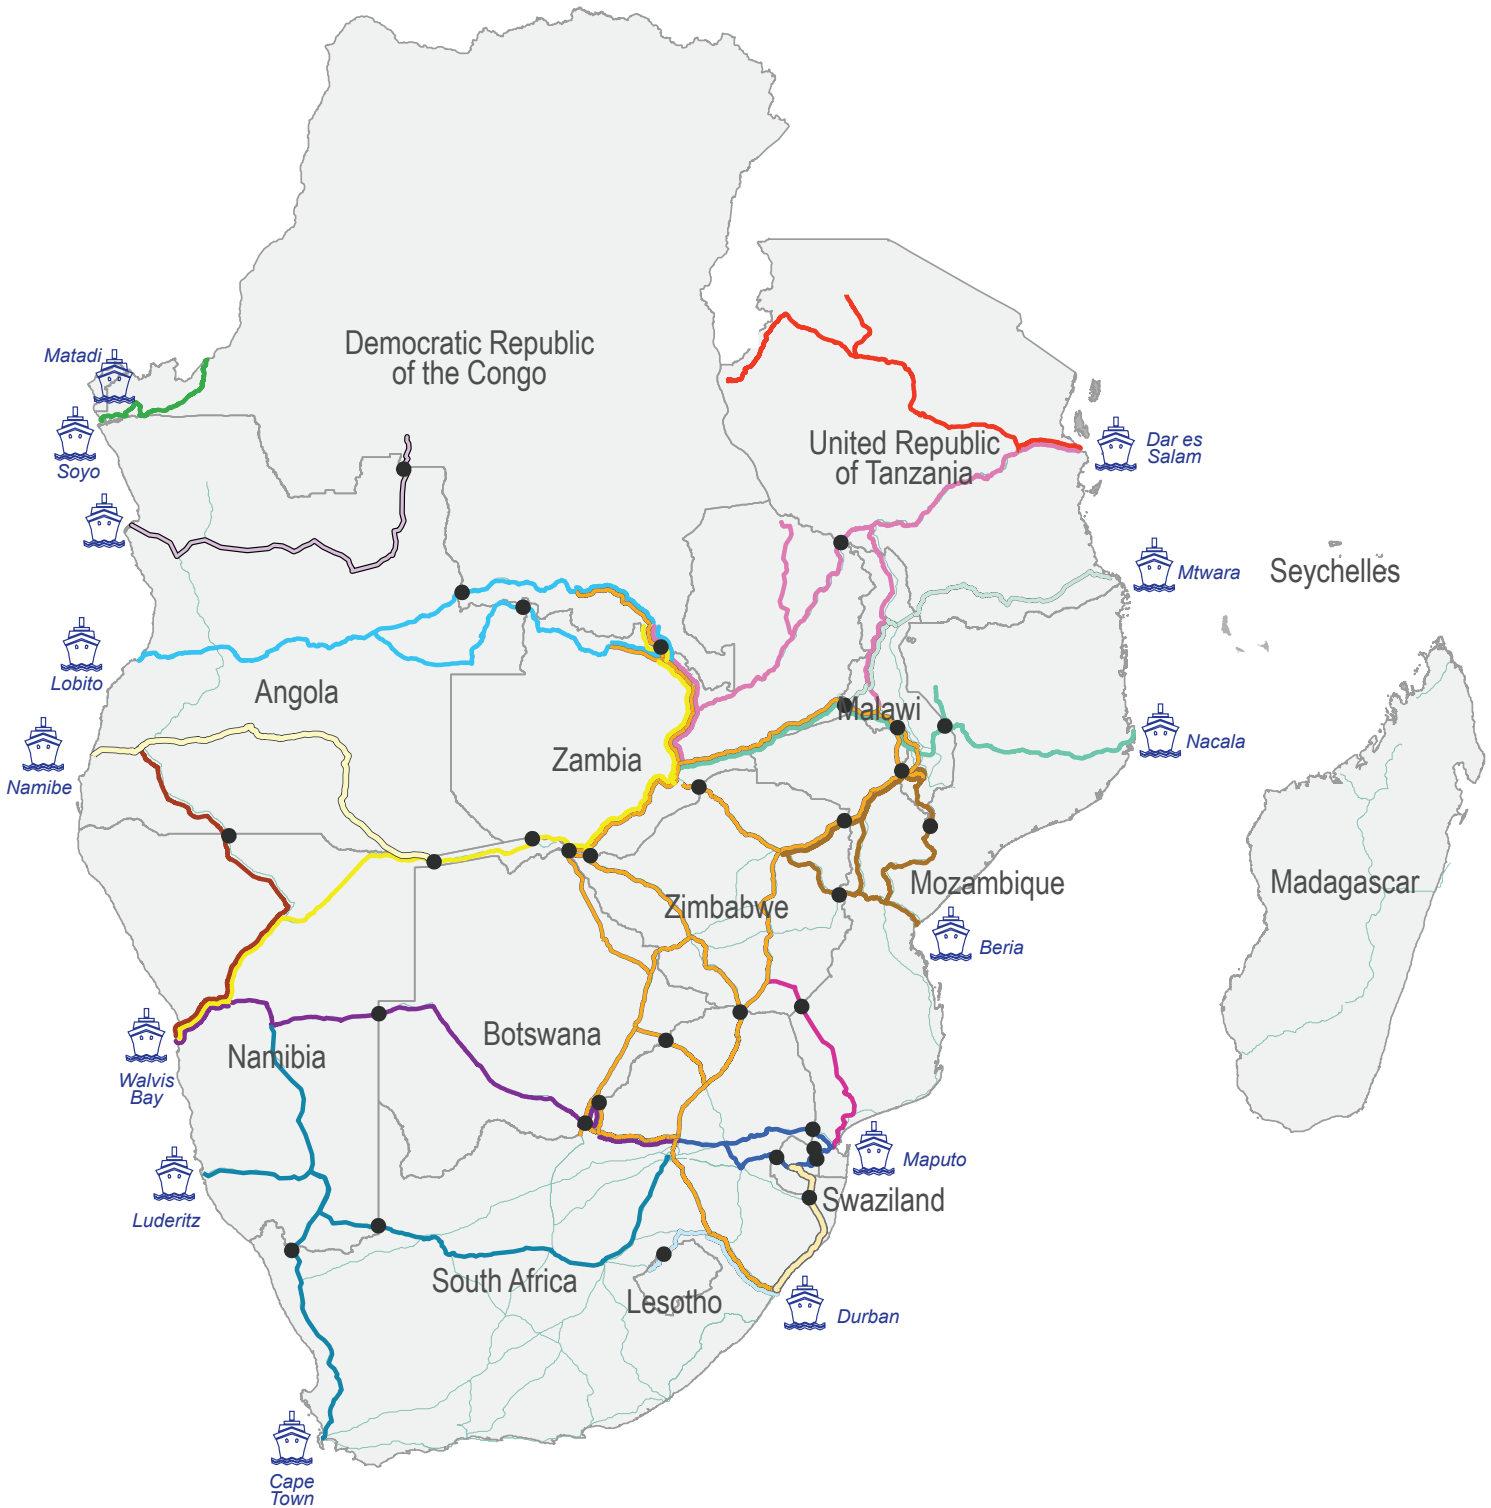 Democratic Republic
of the Congo
Matadi
Soyo
United Republic
of Tanzania
Dar es
Salam
Mtwara
Seychelles
Lobito
Angola
Malawi
Nacala
Namibe
Zambia
Mozambique
Madagascar
Zimbabwe
Beria
Botswana
Namibia
Walvis
Bay
Maputo
Luderitz
Swaziland
South Africa
Lesotho
Durban
Cape
Town